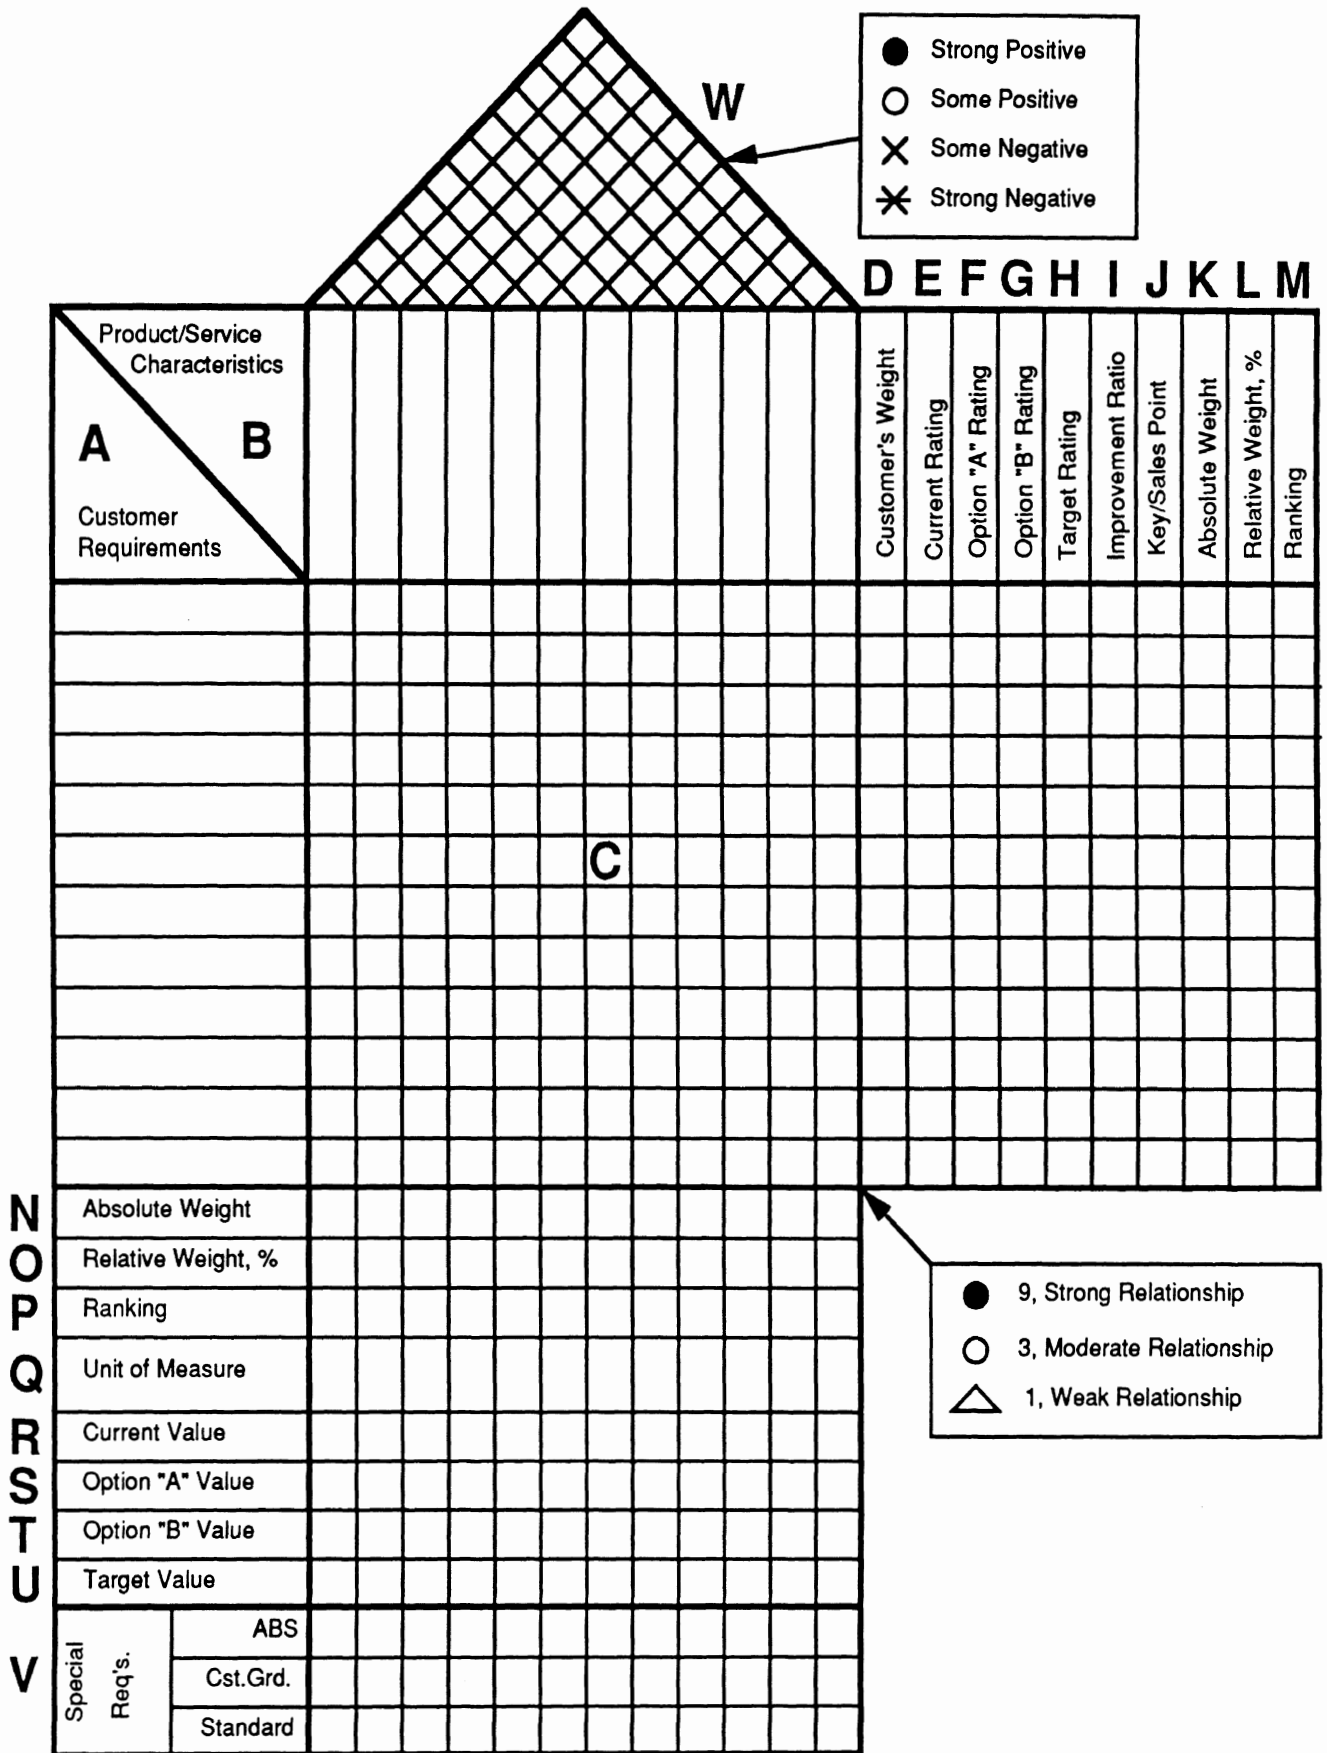 W
Strong Positive
Some Positive
Some Negative
Strong Negative
D E F G H I J K L M
Product/Service
Characteristics
A
B
Customer
Requirements
Customer's Weight
Current Rating
Option "A" Rating
Option "B" Rating
Target Rating
Improvement Ratio
Key/Sales Point
Absolute Weight
Relative Weight, %
Ranking
C
N Absolute Weight
O Relative Weight, %
P Ranking
Q Unit of Measure
R Current Value
S Option "A" Value
T Option "B" Value
U Target Value
V
Special
Req's.
ABS
Cst.Grd.
Standard
9, Strong Relationship
3, Moderate Relationship
1, Weak Relationship